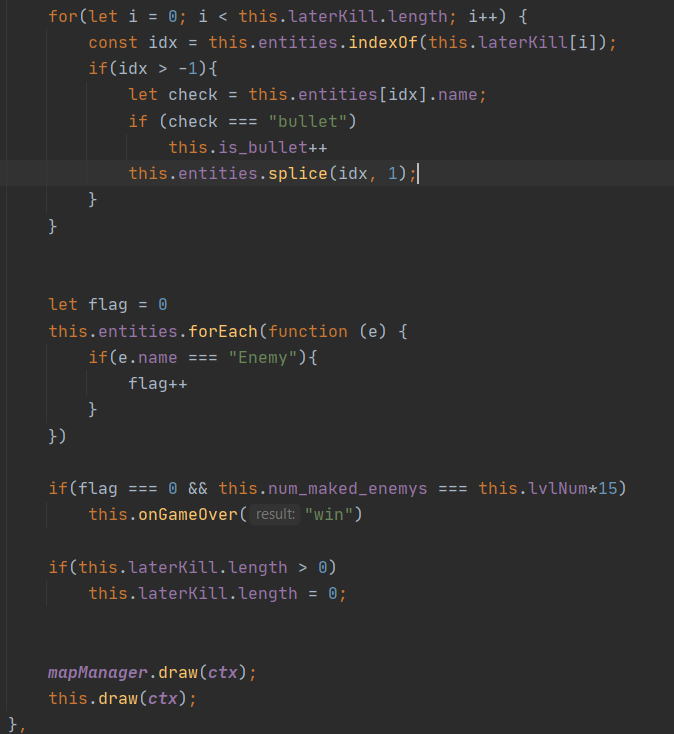 for(let i = 0; i < this.laterKill.length; i++) {
    const idx = this.entities.indexOf(this.laterKill[i]);
    if(idx > -1){
        let check = this.entities[idx].name;
        if (check === "bullet")
            this.is_bullet++
        this.entities.splice(idx, 1);
    }
}
let flag = 0
this.entities.forEach(function (e) {
    if(e.name === "Enemy"){
        flag++
    }
})
if(flag === 0 && this.num_maked_enemys === this.lvlNum*15)
    this.onGameOver( result: "win")
if(this.laterKill.length > 0)
    this.laterKill.length = 0;
mapManager.draw(ctx);
this.draw(ctx);
},